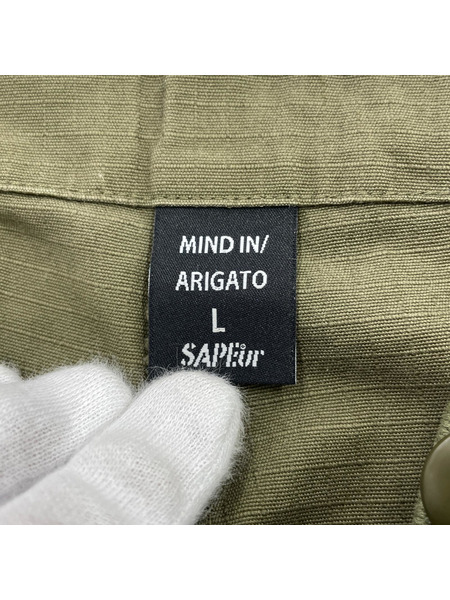 MIND IN/
ARIGATO
L
SAPEur